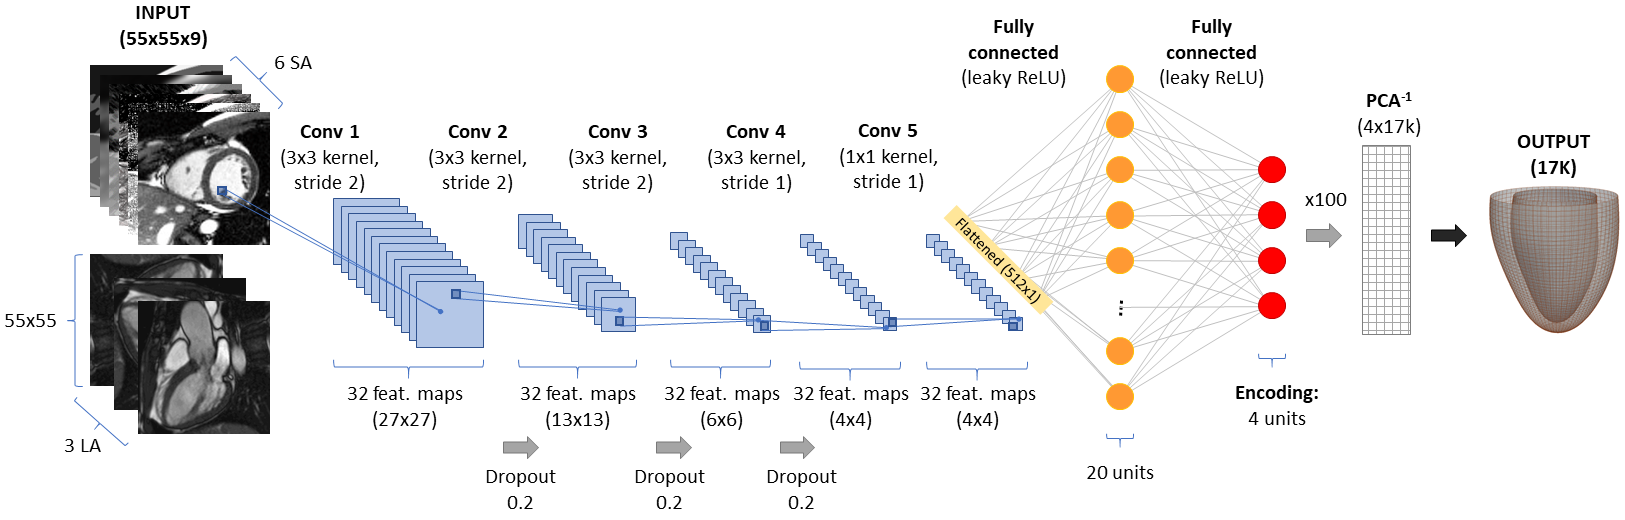 INPUT
(55x55x9)
6 SA
55x55
3 LA
Conv 1
(3x3 kernel,
stride 2)
Conv 2
(3x3 kernel,
stride 2)
Conv 3
(3x3 kernel,
stride 2)
Conv 4
(3x3 kernel,
stride 1)
Conv 5
(1x1 kernel,
stride 1)
32 feat. maps
(27x27)
32 feat. maps
(13x13)
32 feat. maps
(6x6)
32 feat. maps
(4x4)
32 feat. maps
(4x4)
Dropout
0.2
Dropout
0.2
Dropout
0.2
Flattened (512x1)
Fully
connected
(leaky ReLU)
20 units
Fully
connected
(leaky ReLU)
Encoding:
4 units
x100
PCA-1
(4x17k)
OUTPUT
(17K)